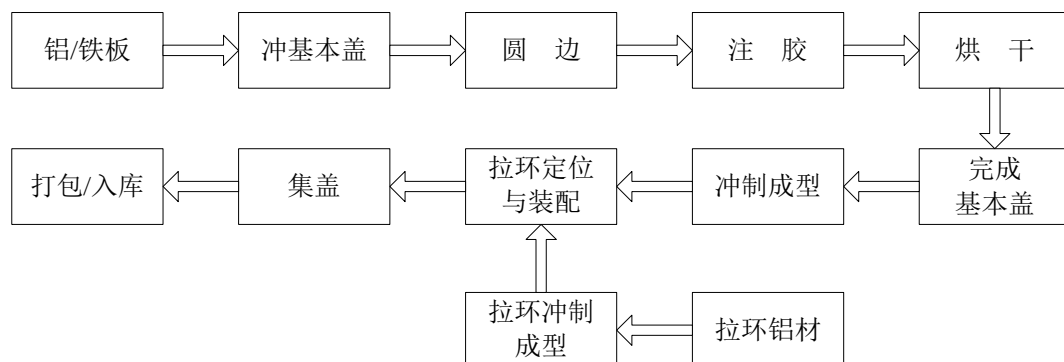 铝/铁板
冲基本盖
圆 边
注 胶
烘 干
打包/入库
集盖
拉环定位
与装配
冲制成型
完成
基本盖
拉环冲制
成型
拉环铝材